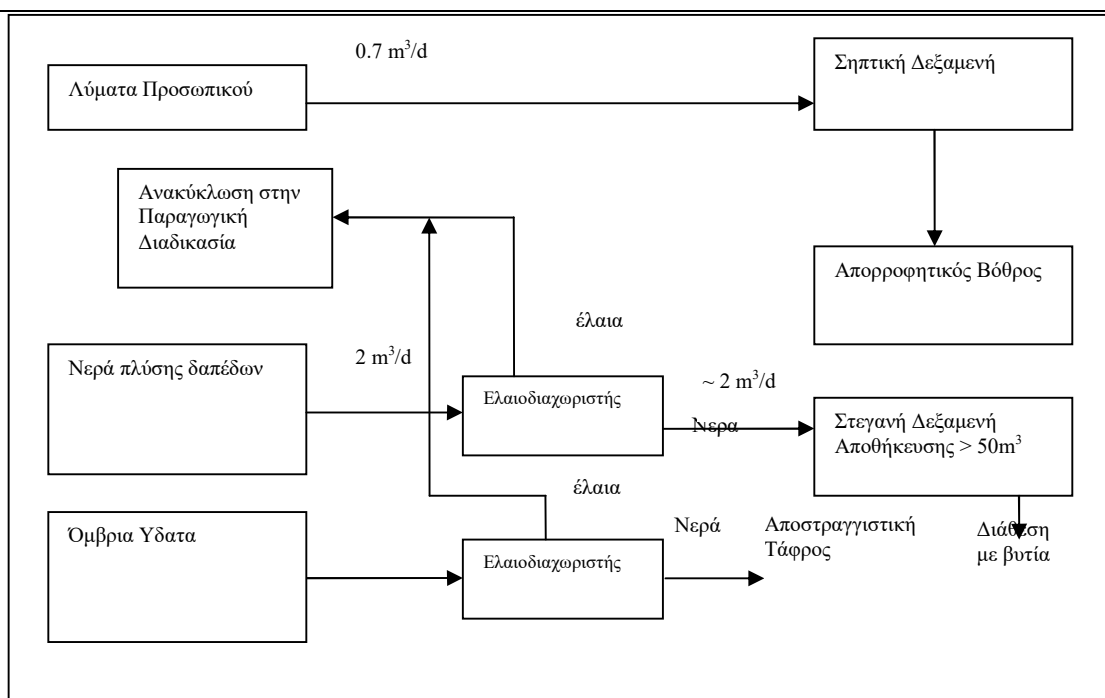 0.7 m³/d
Λύματα Προσωπικού
Σηπτική Δεξαμενή
Ανακύκλωση στην
Παραγωγική
Διαδικασία
Απορροφητικός Βόθρος
έλαια
Νερά πλύσης δαπέδων
2 m³/d
Ελαιοδιαχωριστής
~ 2 m³/d
Νερα
Στεγανή Δεξαμενή
Αποθήκευσης > 50m³
έλαια
Όμβρια Υδατα
Ελαιοδιαχωριστής
Νερά
Αποστραγγιστική
Τάφρος
Διάθεση
με βυτία